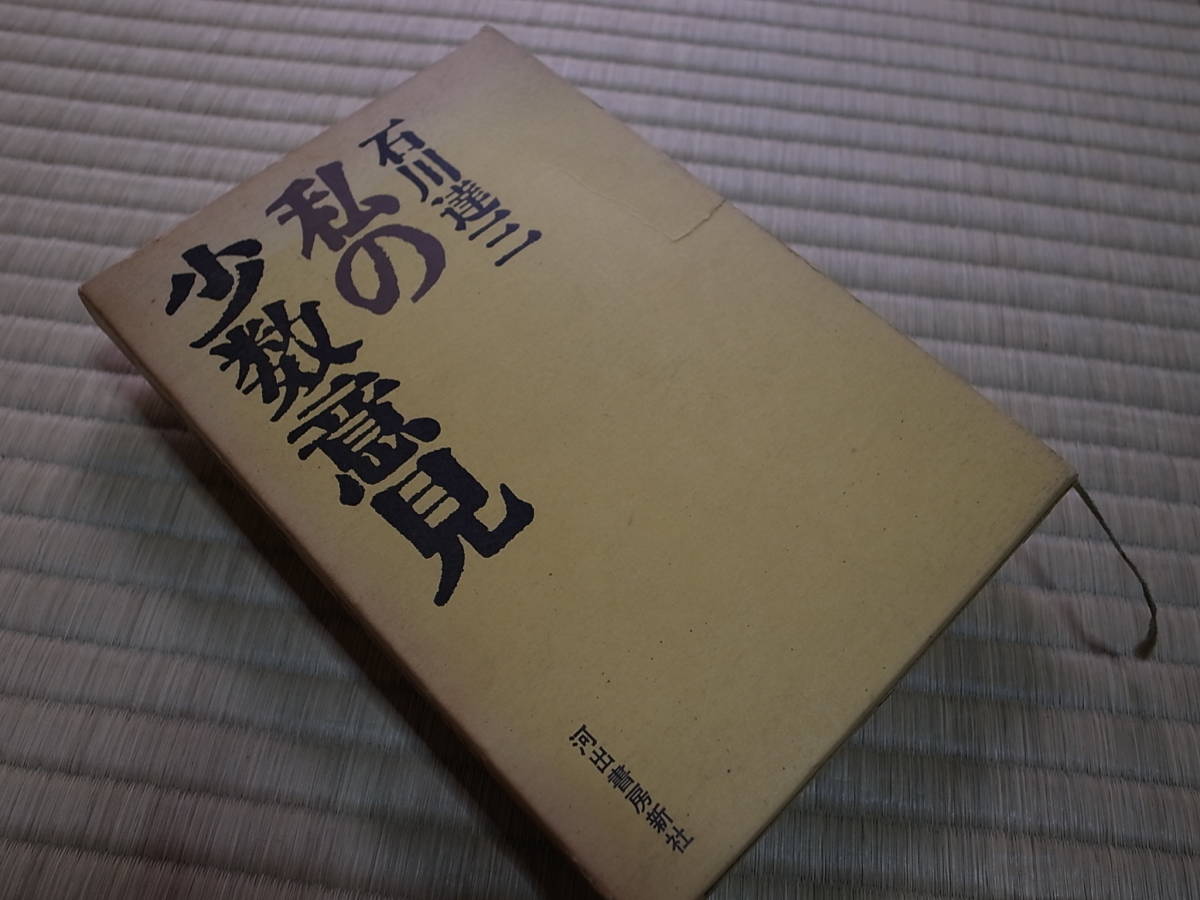 石川達三
私の
少数意見
河出書房新社